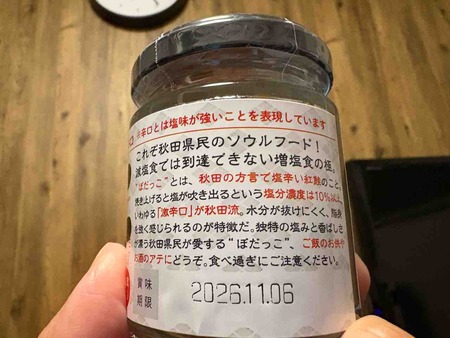 ※辛口とは塩味が強いことを表現しています
これぞ秋田県民のソウルフード！
減塩食では到達できない増塩食の極。
"ぼだっこ"とは、秋田の方言で塩辛い紅鮭のこと。
焼き上げると塩が吹き出るという塩分濃度は10%以上。
いわゆる「激辛口」が秋田流。水分が抜けにくく、脂身
を強く感じられるのが特徴だ。独特の塩みと香ばしさ
が漂う秋田県民が愛する"ぼだっこ"、ご飯のお供や
お酒のアテにどうぞ。食べ過ぎにご注意ください。
賞味
期限
2026.11.06